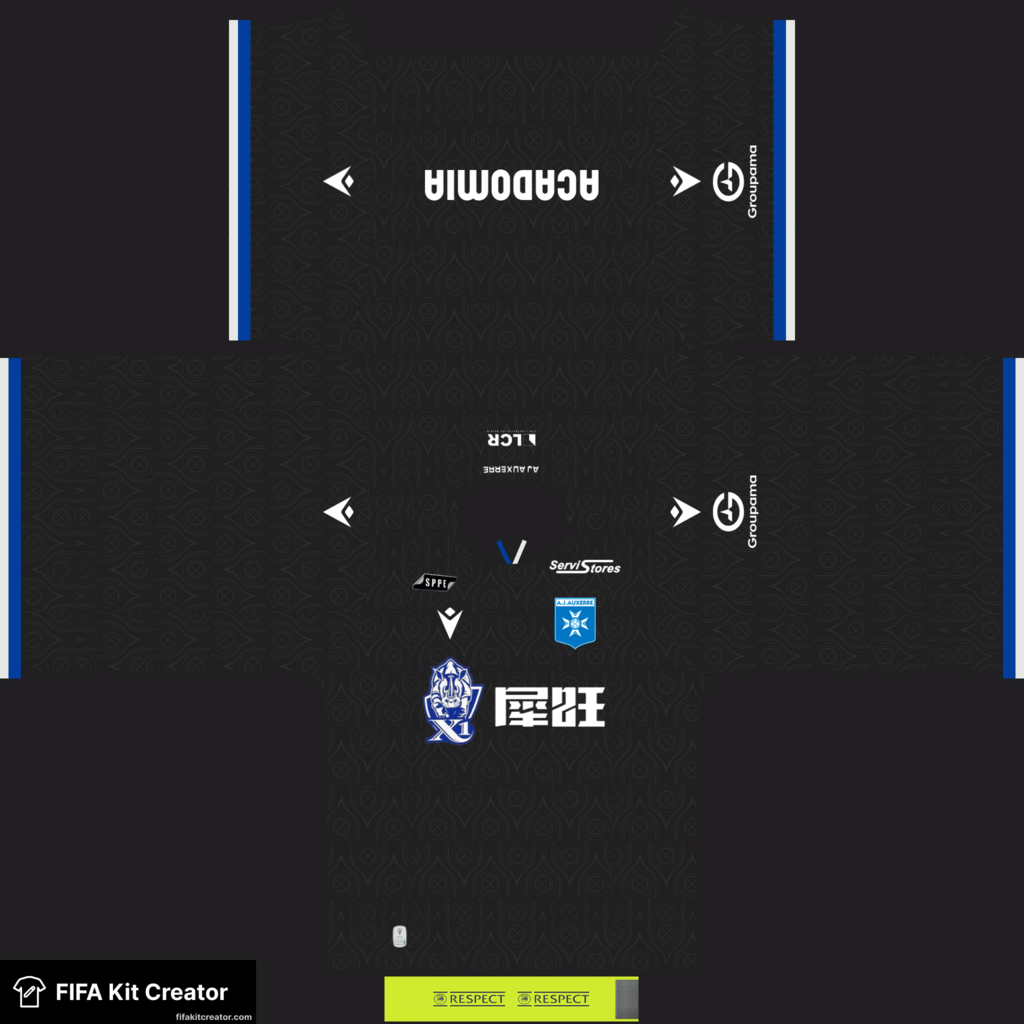 ACADOMIA
Groupama
LCR
AJ AUXERRE
Groupama
ServiStores
SPPE
A.J.AUXERRE
X1
犀旺
RESPECT RESPECT
FIFA Kit Creator
fifakitcreator.com